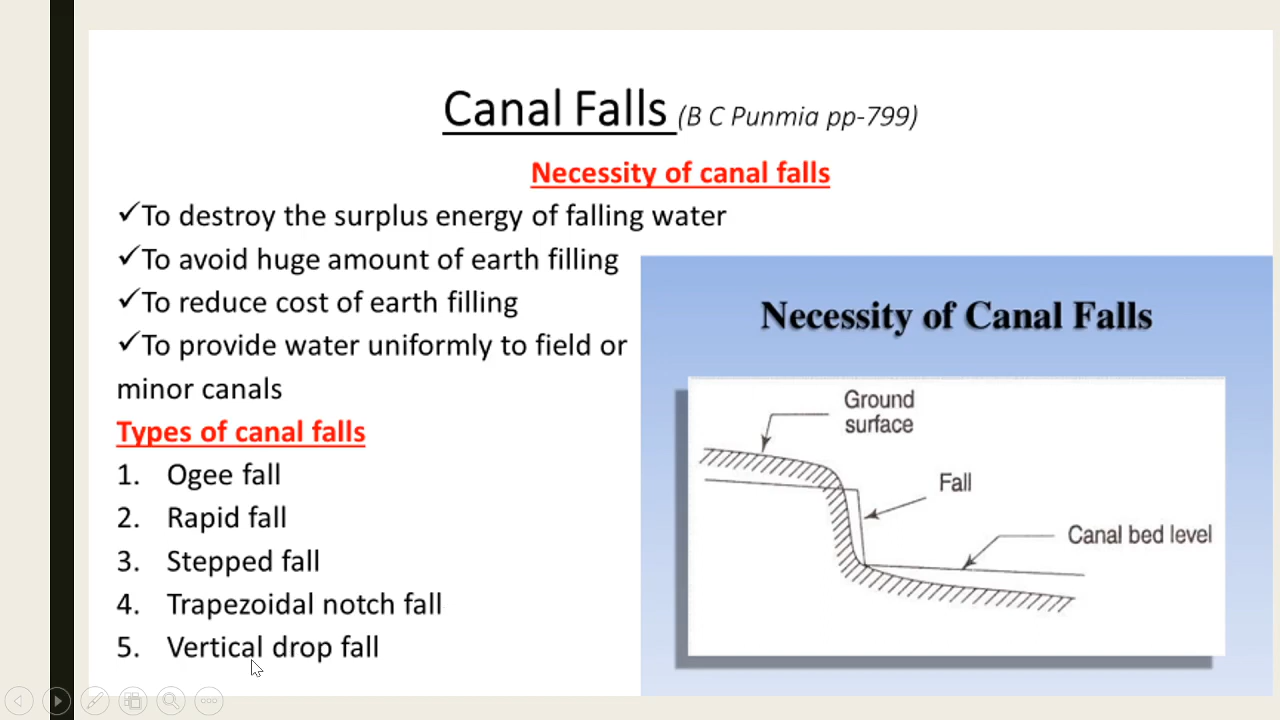 Canal Falls (B C Punmia pp-799)
Necessity of canal falls
✓To destroy the surplus energy of falling water
✓To avoid huge amount of earth filling
✓To reduce cost of earth filling
✓To provide water uniformly to field or
minor canals
Types of canal falls
1. Ogee fall
2. Rapid fall
3. Stepped fall
4. Trapezoidal notch fall
5. Vertical drop fall
Necessity of Canal Falls
Ground
surface
Fall
Canal bed level